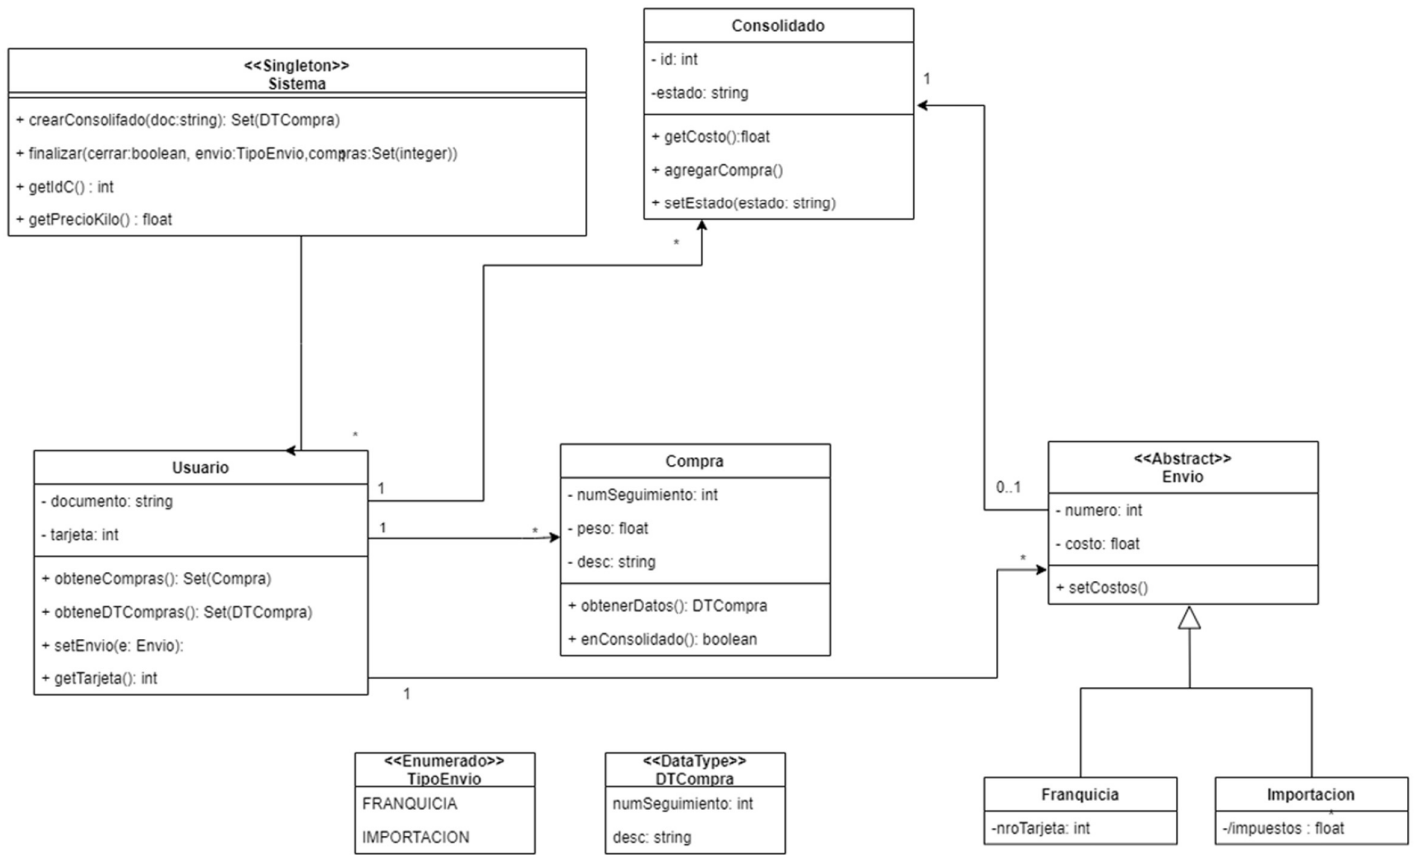 <<Singleton>>
Sistema
+ crearConsolifado(doc:string): Set(DTCompra)
+ finalizar(cerrar:boolean, envio:TipoEnvio,compras:Set(integer))
+ getIdC() : int
+ getPrecioKilo() : float
Consolidado
- id: int
-estado: string
+ getCosto():float
+ agregarCompra()
+ setEstado(estado: string)
1
*
*
Usuario
- documento: string
- tarjeta: int
+ obteneCompras(): Set(Compra)
+ obteneDTCompras(): Set(DTCompra)
+ setEnvio(e: Envio):
+ getTarjeta(): int
1
1
*
1
Compra
- numSeguimiento: int
- peso: float
- desc: string
+ obtenerDatos(): DTCompra
+ enConsolidado(): boolean
0..1
*
<<Abstract>>
Envio
- numero: int
- costo: float
+ setCostos()
<<Enumerado>>
TipoEnvio
FRANQUICIA
IMPORTACION
<<DataType>>
DTCompra
numSeguimiento: int
desc: string
Franquicia
-nroTarjeta: int
Importacion
-/impuestos : float